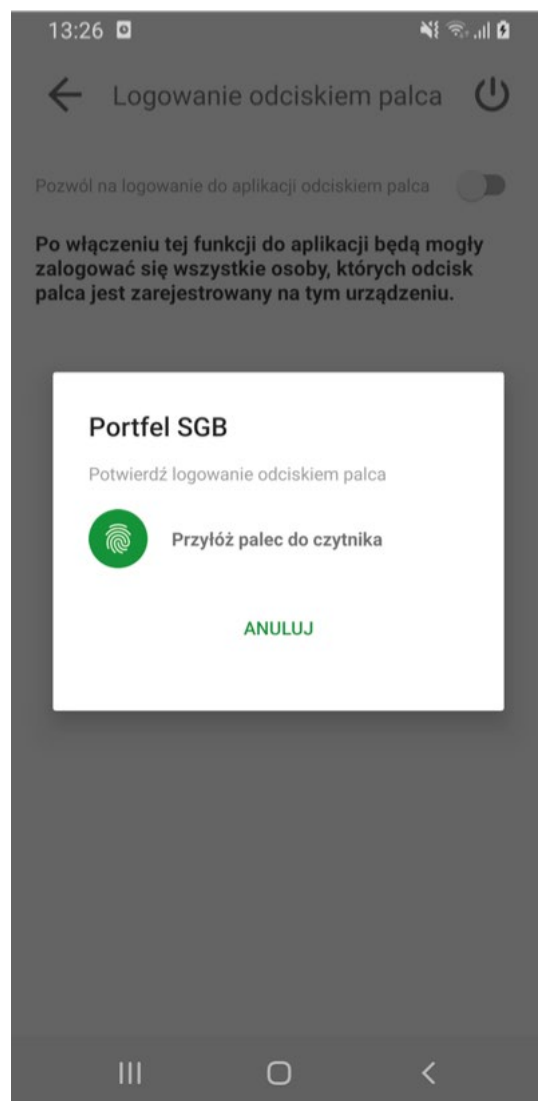 13:26
Logowanie odciskiem palca
Pozwól na logowanie do aplikacji odciskiem palca
Po włączeniu tej funkcji do aplikacji będą mogły
zalogować się wszystkie osoby, których odcisk
palca jest zarejestrowany na tym urządzeniu.
Portfel SGB
Potwierdź logowanie odciskiem palca
Przyłóż palec do czytnika
ANULUJ